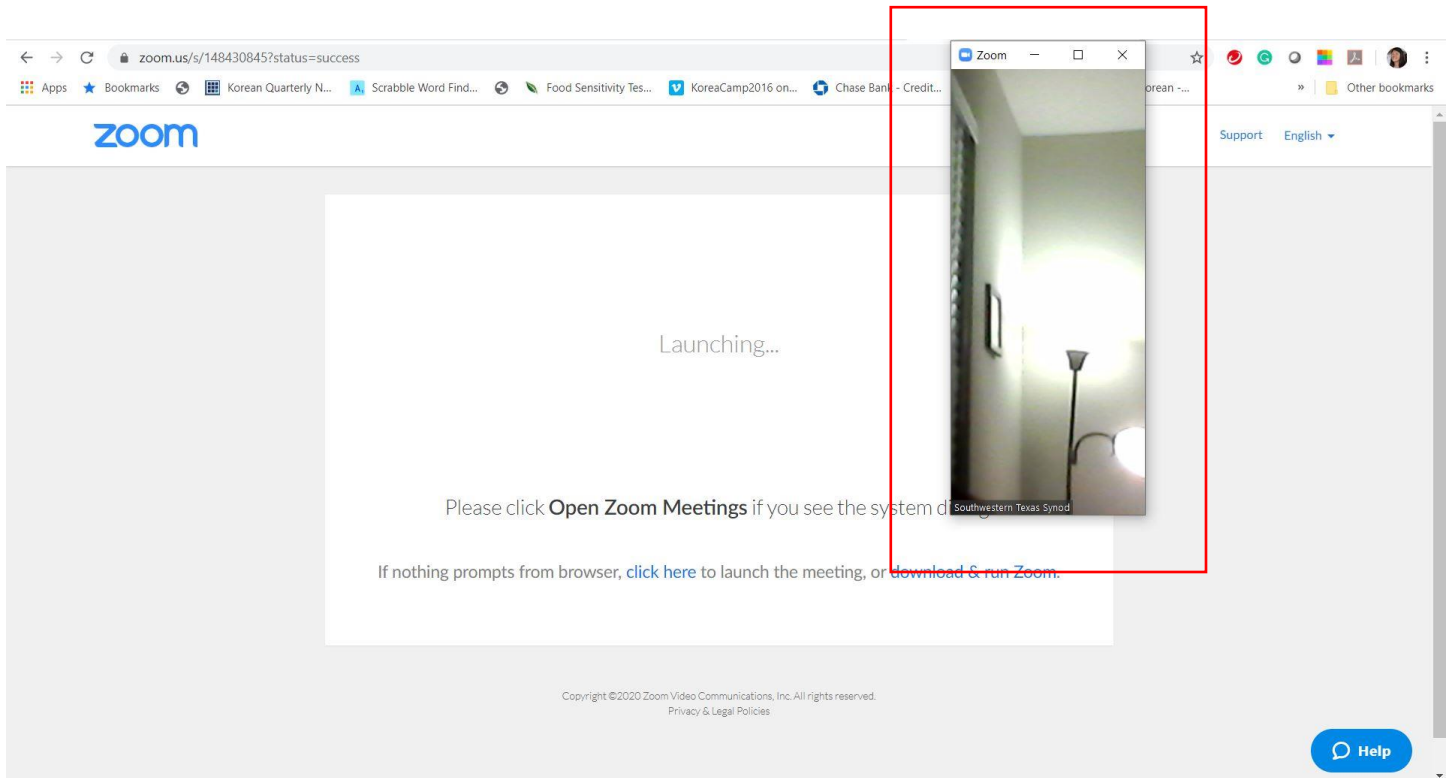 zoom.us/s/148430845?status=success
Zoom
Apps Bookmarks Korean Quarterly N... Scrabble Word Find... Food Sensitivity Tes... KoreaCamp2016 on... Chase Bank - Credit... orean -... » Other bookmarks
zoom
Support English
Launching...
Please click Open Zoom Meetings if you see the system di
Southwestern Texas Synod
If nothing prompts from browser, click here to launch the meeting, or download & run Zoom.
Copyright ©2020 Zoom Video Communications, Inc. All rights reserved.
Privacy & Legal Policies
Help